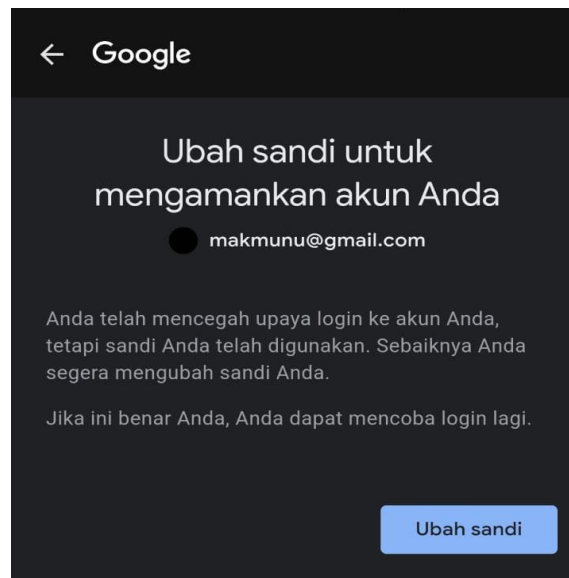 Google
Ubah sandi untuk
mengamankan akun Anda
makmunu@gmail.com
Anda telah mencegah upaya login ke akun Anda,
tetapi sandi Anda telah digunakan. Sebaiknya Anda
segera mengubah sandi Anda.
Jika ini benar Anda, Anda dapat mencoba login lagi.
Ubah sandi